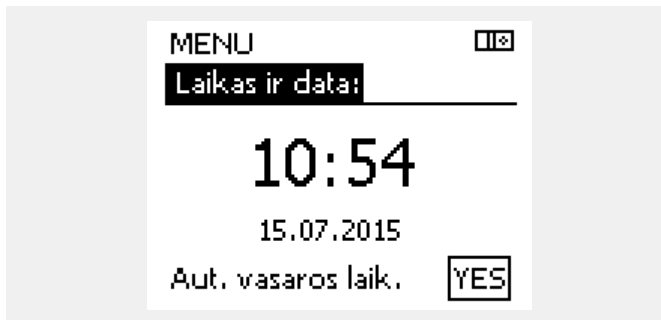 MENU
Laikas ir data:
10:54
15.07.2015
Aut. vasaros laik. YES